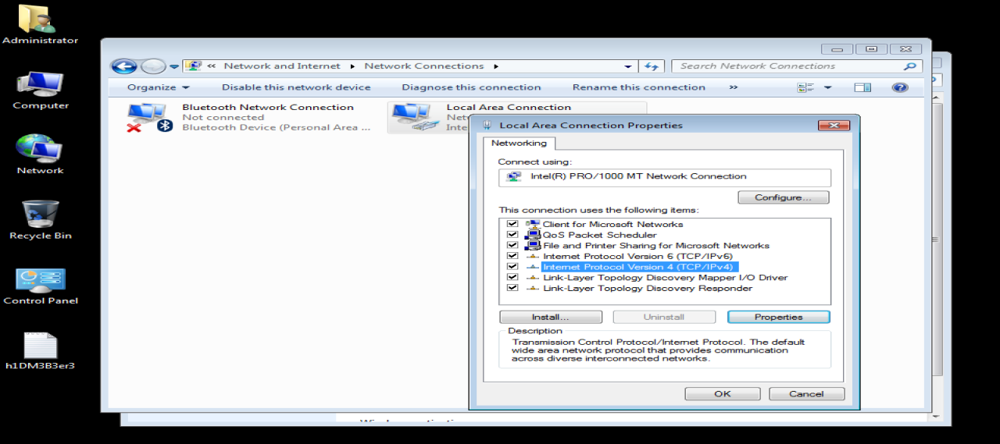 Administrator
Computer
Network
Recycle Bin
Control Panel
h1DM3B3er3
« Network and Internet ▸ Network Connections ▸
Search Network Connections
Organize Disable this network device Diagnose this connection Rename this connection »
Bluetooth Network Connection
Not connected
Bluetooth Device (Personal Area ...
Local Area Connection
Local Area Connection Properties
Networking
Connect using:
Intel(R) PRO/1000 MT Network Connection
Configure...
This connection uses the following items:
Client for Microsoft Networks
QoS Packet Scheduler
File and Printer Sharing for Microsoft Networks
Internet Protocol Version 6 (TCP/IPv6)
Internet Protocol Version 4 (TCP/IPv4)
Link-Layer Topology Discovery Mapper I/O Driver
Link-Layer Topology Discovery Responder
Install... Uninstall Properties
Description
Transmission Control Protocol/Internet Protocol. The default
wide area network protocol that provides communication
across diverse interconnected networks.
OK Cancel